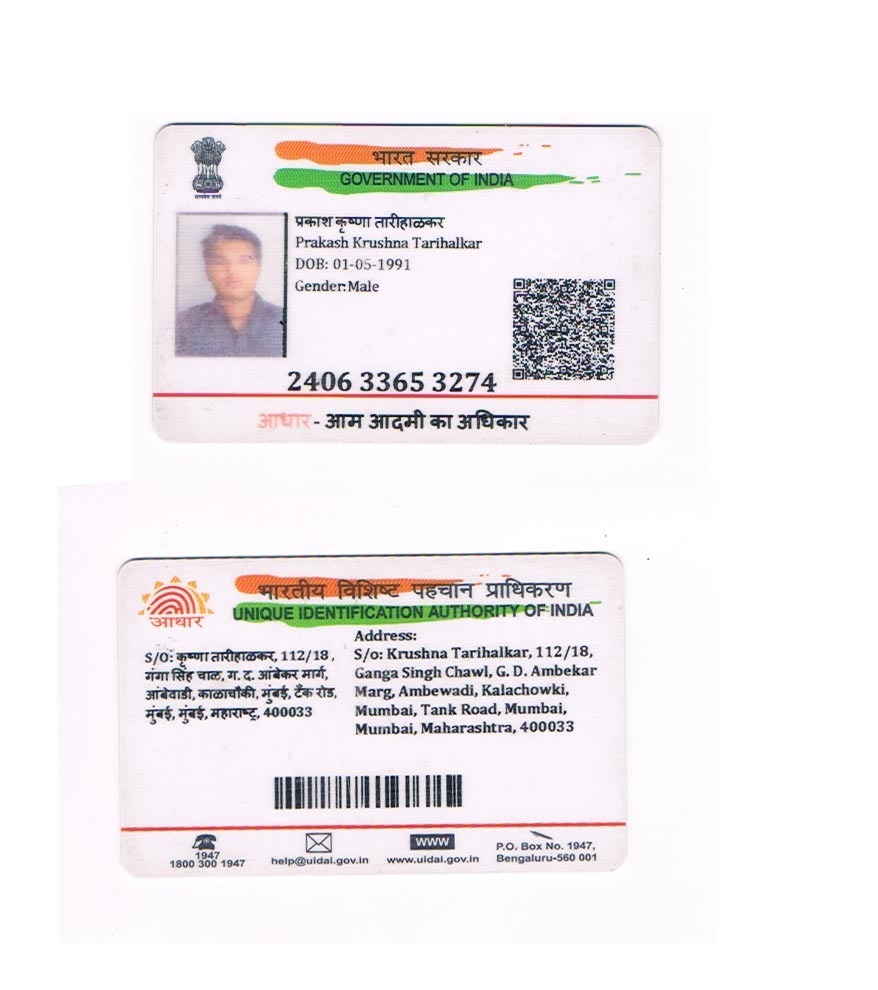 भारत सरकार
GOVERNMENT OF INDIA
प्रकाश कृष्णा तारीहाळकर
Prakash Krushna Tarihalkar
DOB: 01-05-1991
Gender:Male
2406 3365 3274
आधार - आम आदमी का अधिकार
भारतीय विशिष्ट पहचान प्राधिकरण
UNIQUE IDENTIFICATION AUTHORITY OF INDIA
आधार
S/O: कृष्णा तारीहाळकर, 112/18,
गंगा सिंह चाळ, ग. द. आंबेकर मार्ग,
आंबेवाडी, काळाचौकी, मुंबई, टँक रोड,
मुंबई, मुंबई, महाराष्ट्र, 400033
Address:
S/o: Krushna Tarihalkar, 112/18,
Ganga Singh Chawl, G. D. Ambekar
Marg, Ambewadi, Kalachowki,
Mumbai, Tank Road, Mumbai,
Mumbai, Maharashtra, 400033
1947
1800 300 1947
help@uidai.gov.in
WWW
www.uidai.gov.in
P.O. Box No. 1947,
Bengaluru-560 001